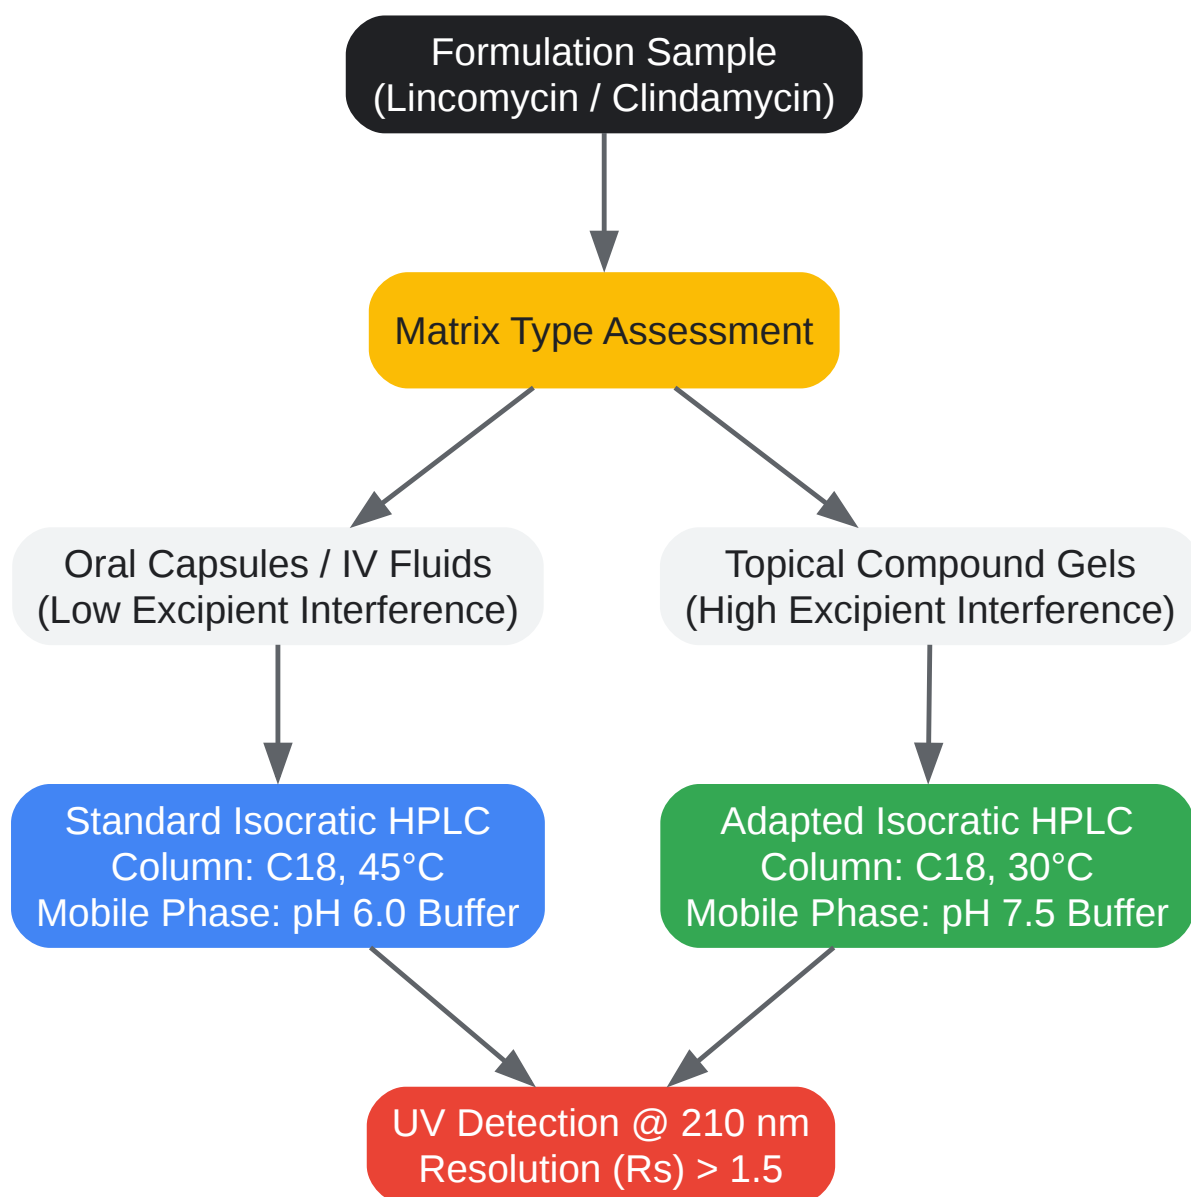 Formulation Sample
(Lincomycin / Clindamycin)
Matrix Type Assessment
Oral Capsules / IV Fluids
(Low Excipient Interference)
Topical Compound Gels
(High Excipient Interference)
Standard Isocratic HPLC
Column: C18, 45°C
Mobile Phase: pH 6.0 Buffer
Adapted Isocratic HPLC
Column: C18, 30°C
Mobile Phase: pH 7.5 Buffer
UV Detection @ 210 nm
Resolution (Rs) > 1.5